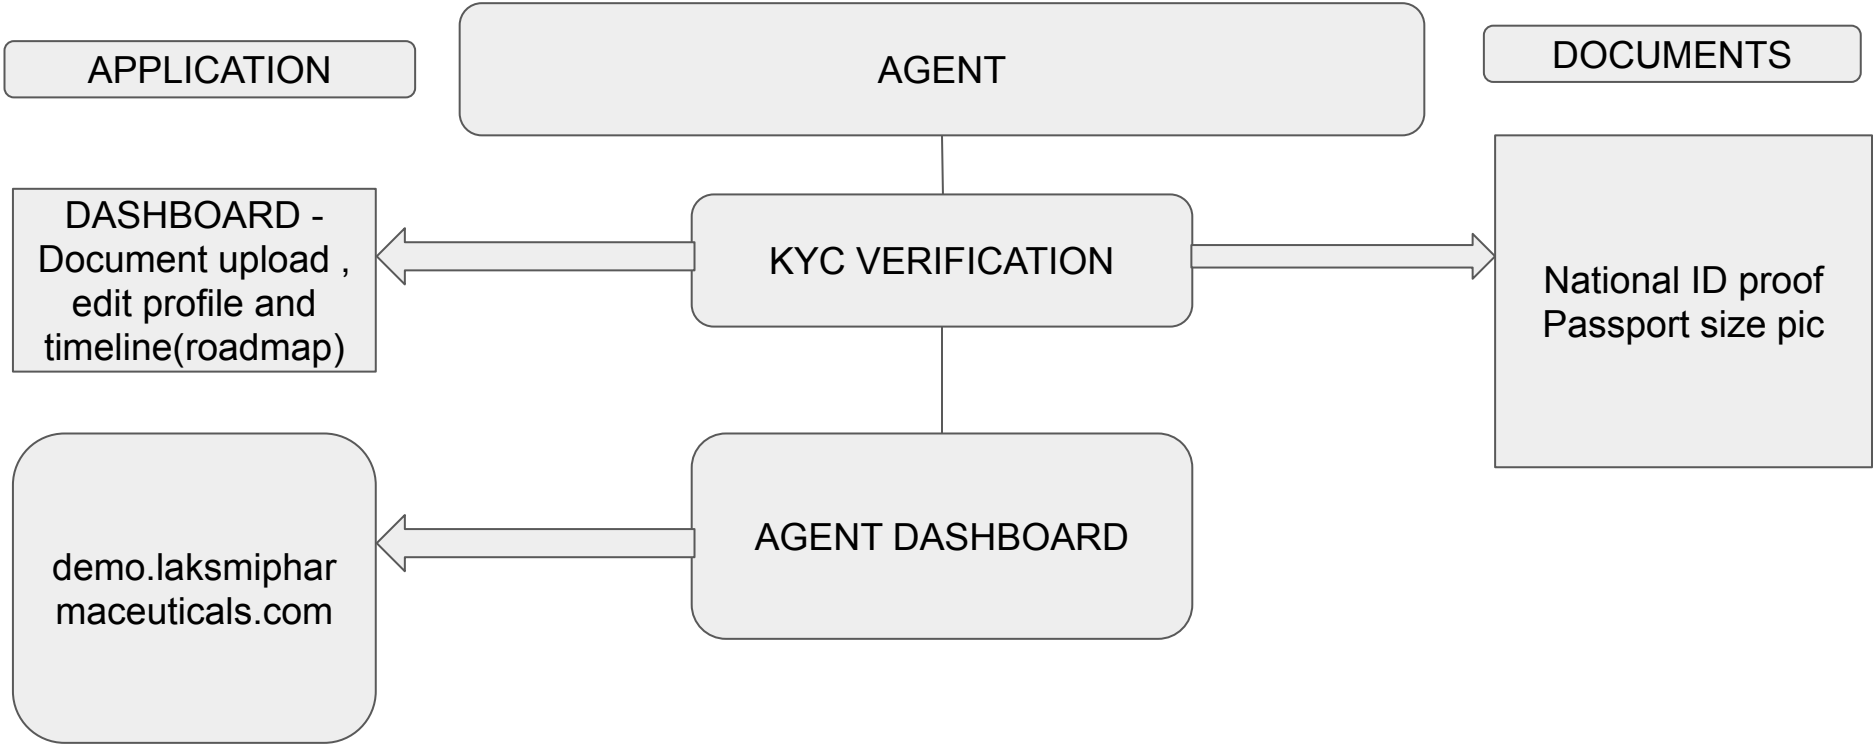 APPLICATION
AGENT
DOCUMENTS
DASHBOARD -
Document upload ,
edit profile and
timeline(roadmap)
KYC VERIFICATION
National ID proof
Passport size pic
demo.laksmiphar
maceuticals.com
AGENT DASHBOARD